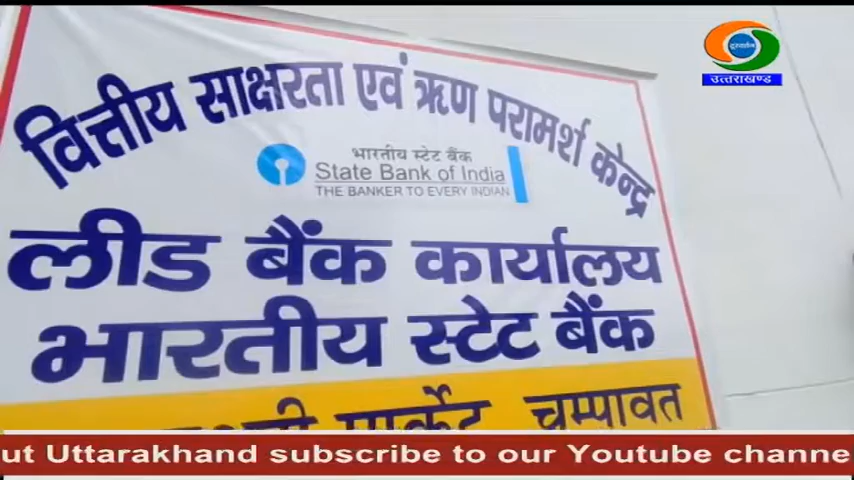 दूरदर्शन
उत्तराखण्ड
वित्तीय साक्षरता एवं ऋण परामर्श केन्द्र
भारतीय स्टेट बैंक
State Bank of India
THE BANKER TO EVERY INDIAN
लीड बैंक कार्यालय
भारतीय स्टेट बैंक
मार्केट, चम्पावत
ut Uttarakhand subscribe to our Youtube channe